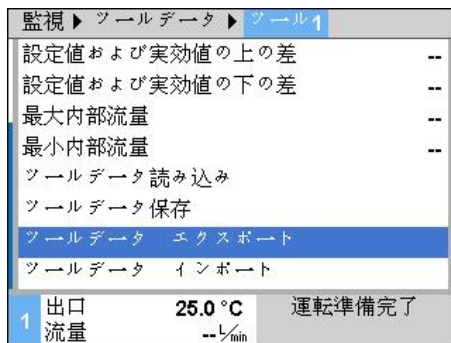 監視 ▶ ツールデータ ▶ ツール1
設定値および実効値の上の差 --
設定値および実効値の下の差 --
最大内部流量 --
最小内部流量 --
ツールデータ読み込み
ツールデータ保存
ツールデータ エクスポート
ツールデータ インポート
1 出口 25.0 °C 運転準備完了
流量 -- L/min